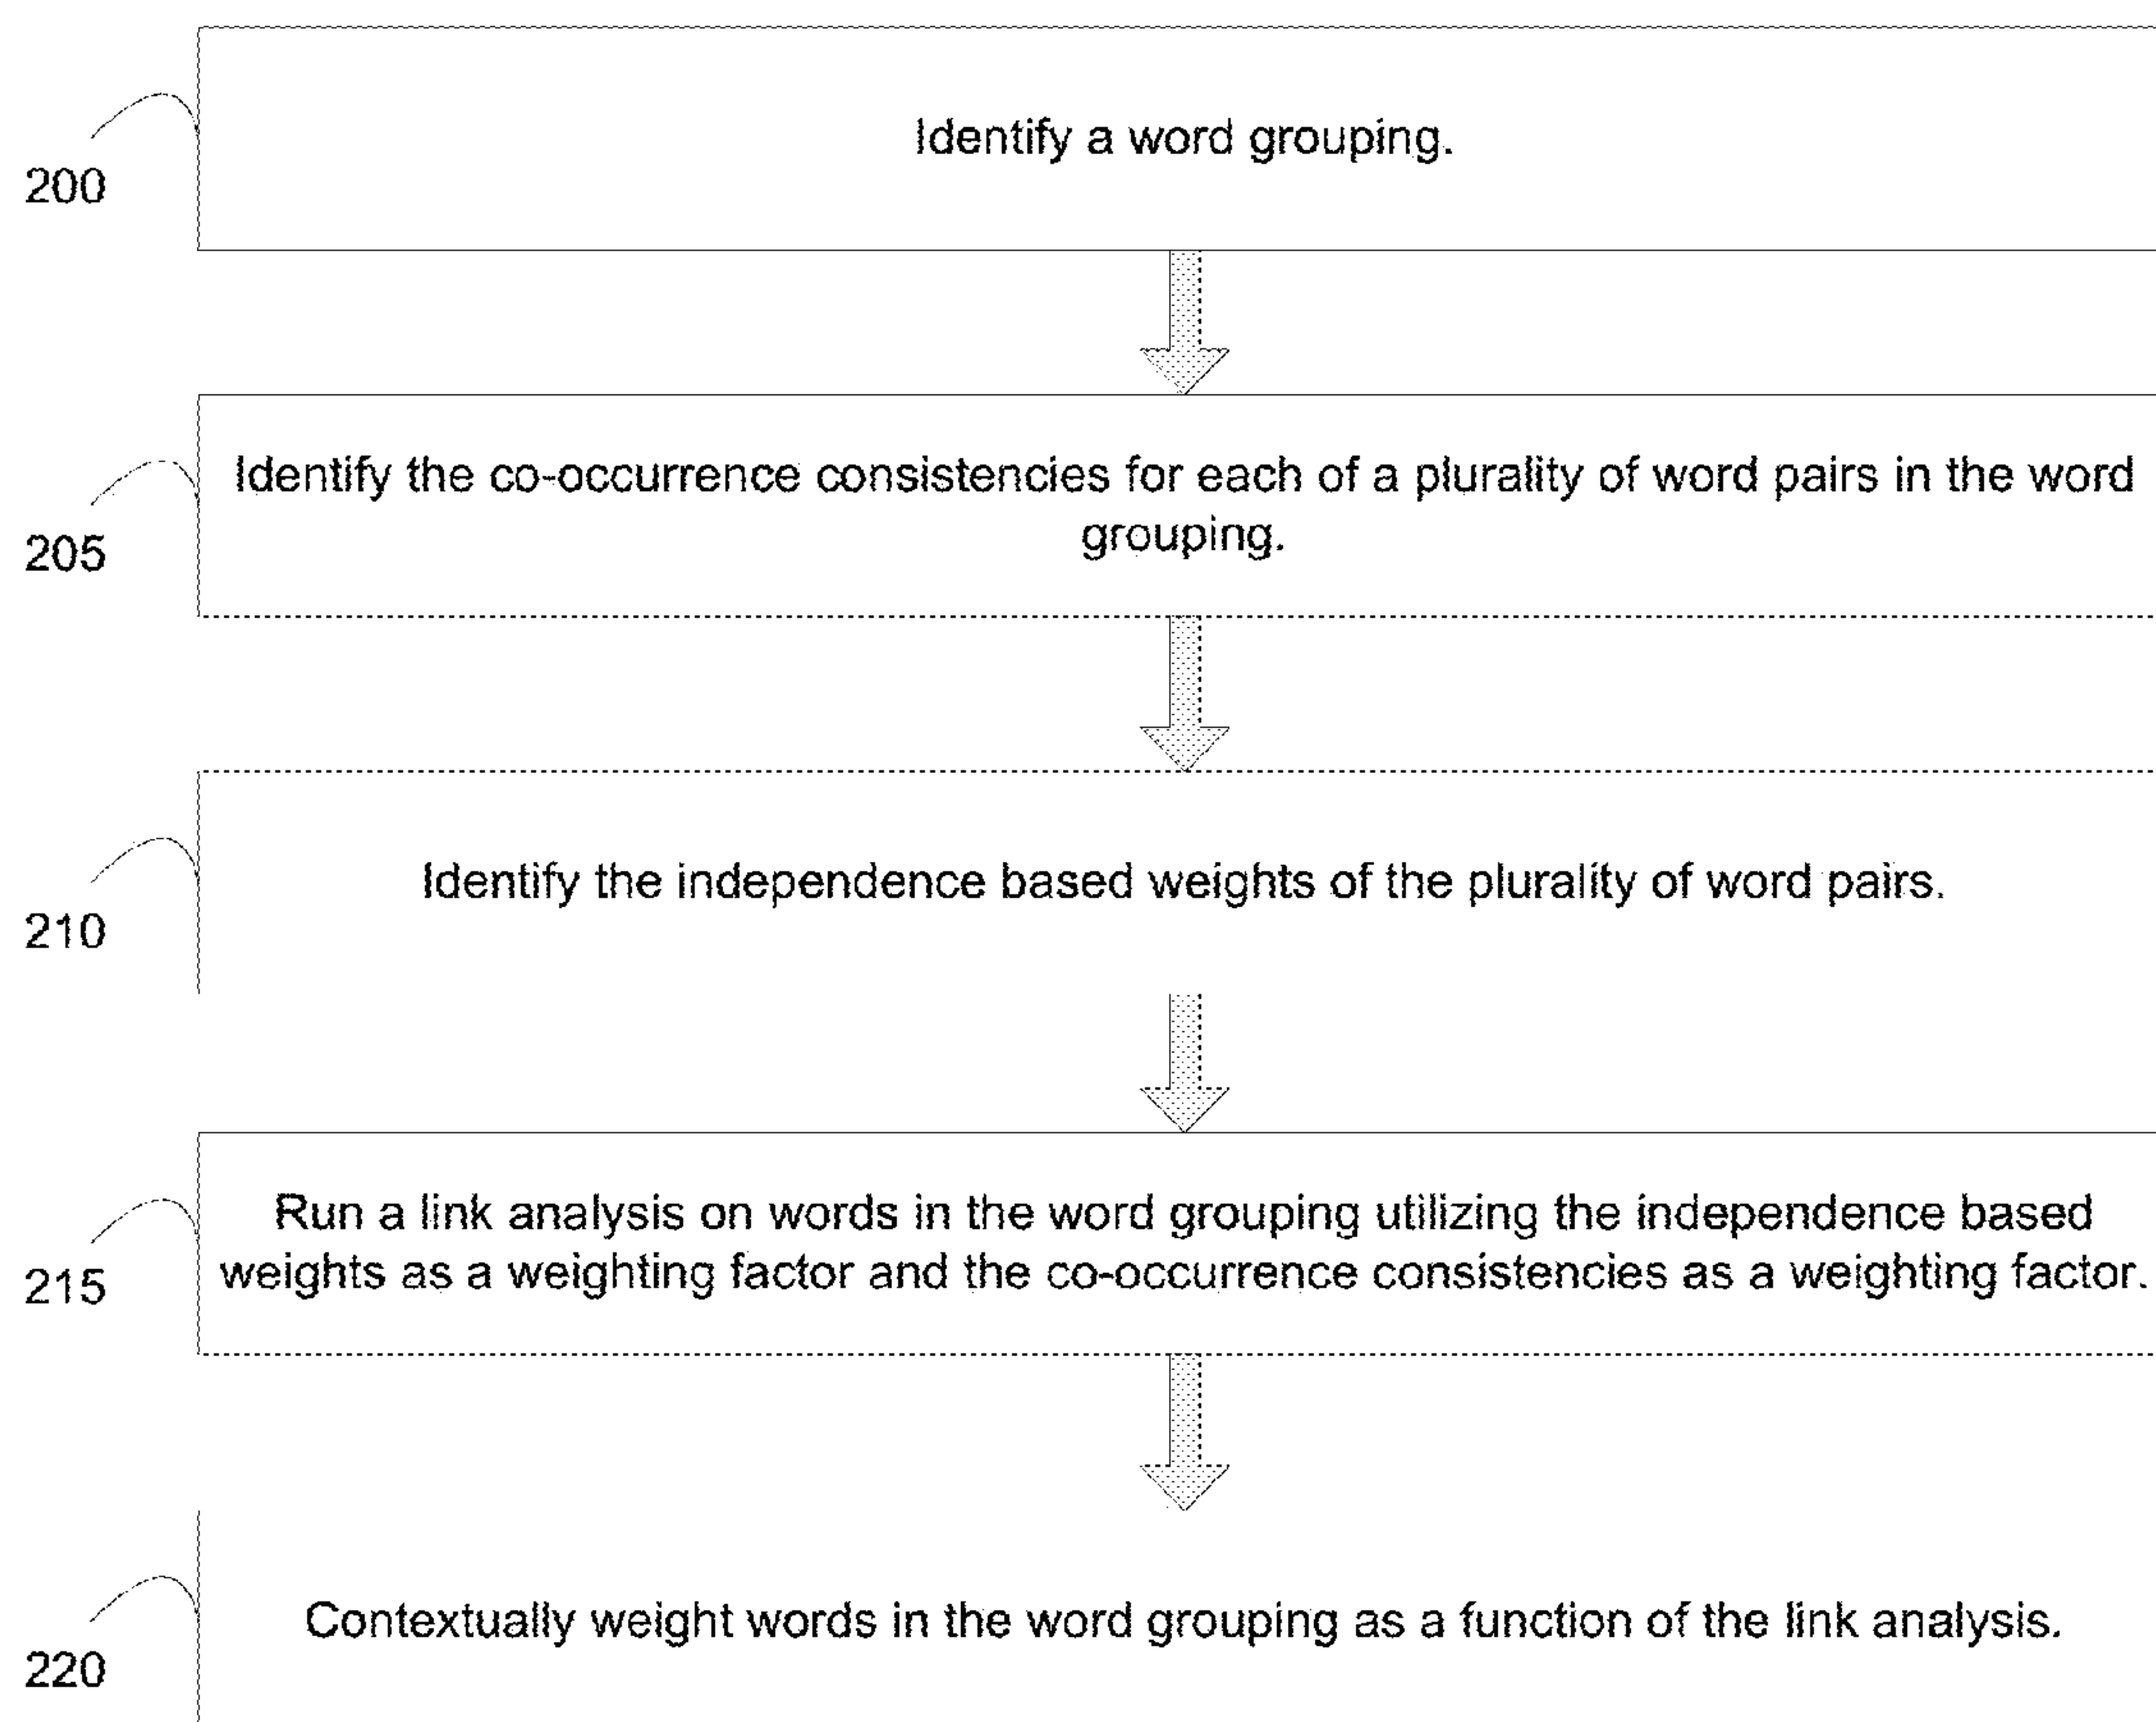 Identify a word grouping.
200
Identify the co-occurrence consistencies for each of a plurality of word pairs in the word
grouping.
205
Identify the independence based weights of the plurality of word pairs.
210
Run a link analysis on words in the word grouping utilizing the independence based
weights as a weighting factor and the co-occurrence consistencies as a weighting factor.
215
Contextually weight words in the word grouping as a function of the link analysis.
220